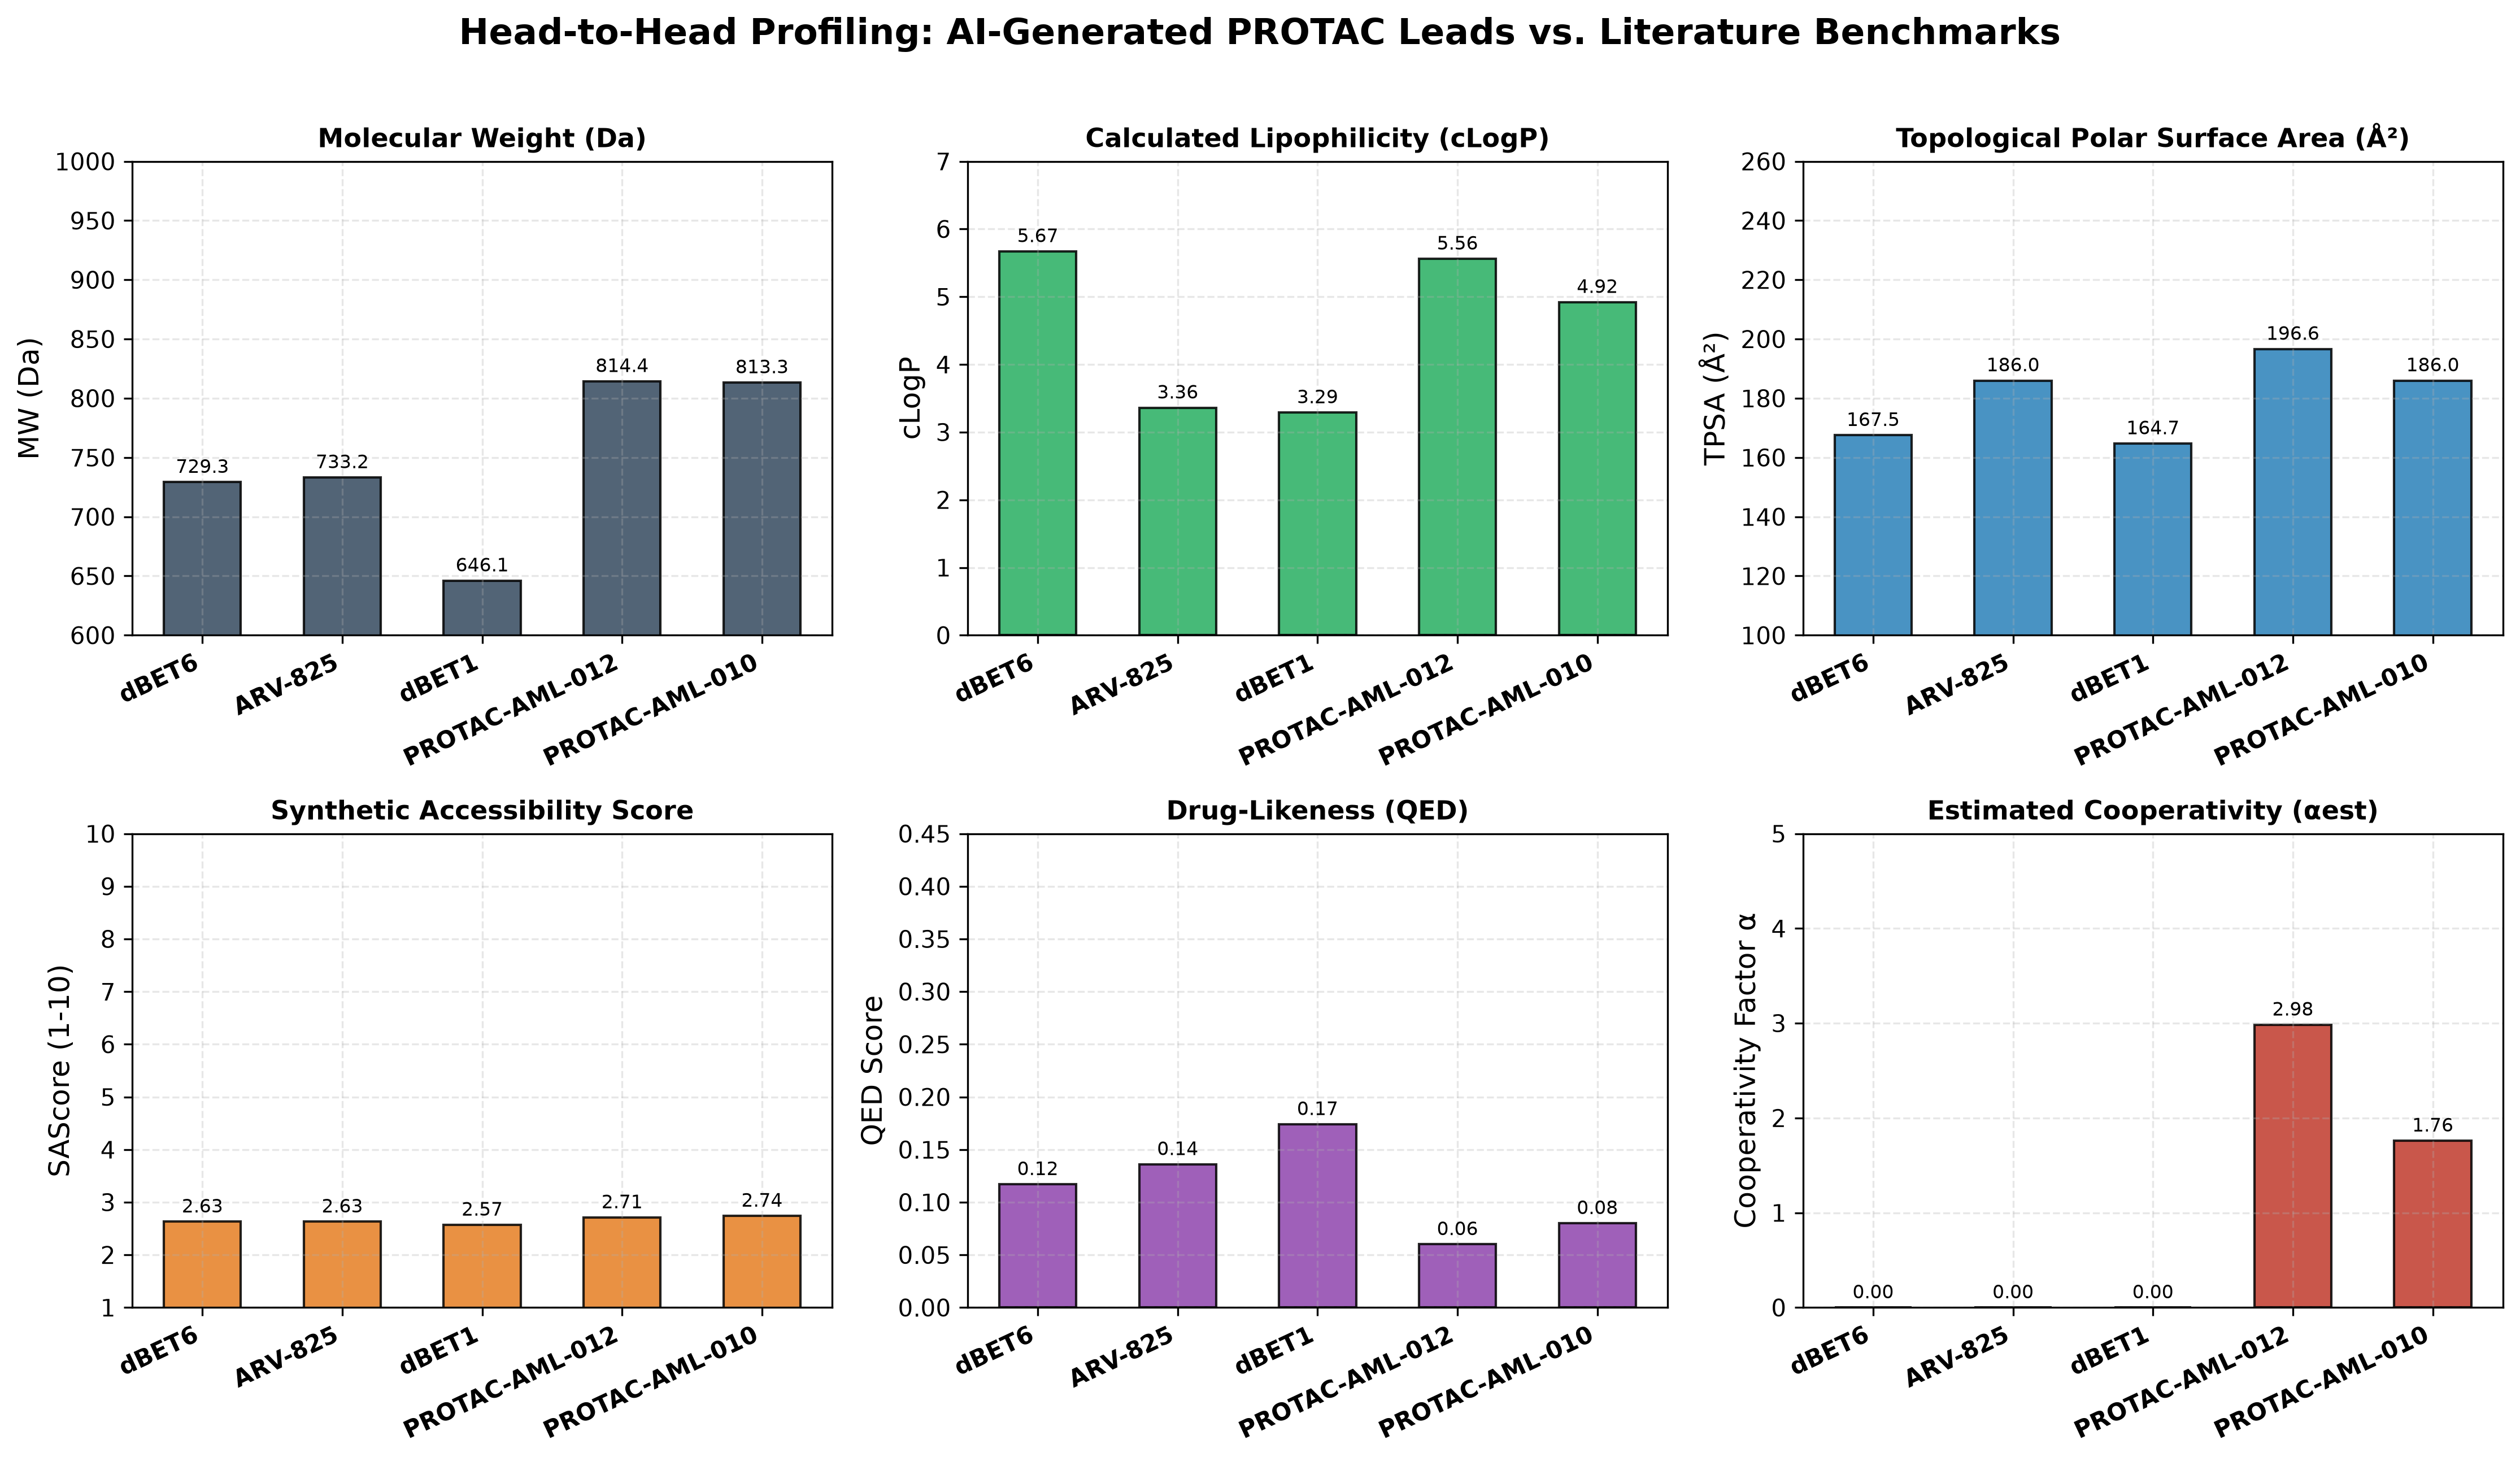 Head-to-Head Profiling: AI-Generated PROTAC Leads vs. Literature Benchmarks
Molecular Weight (Da)
MW (Da)
1000
950
900
850
800
750
700
650
600
729.3
733.2
646.1
814.4
813.3
dBET6
ARV-825
dBET1
PROTAC-AML-012
PROTAC-AML-010
Calculated Lipophilicity (cLogP)
cLogP
7
6
5
4
3
2
1
0
5.67
3.36
3.29
5.56
4.92
dBET6
ARV-825
dBET1
PROTAC-AML-012
PROTAC-AML-010
Topological Polar Surface Area (Å²)
TPSA (Å²)
260
240
220
200
180
160
140
120
100
167.5
186.0
164.7
196.6
186.0
dBET6
ARV-825
dBET1
PROTAC-AML-012
PROTAC-AML-010
Synthetic Accessibility Score
SAScore (1-10)
10
9
8
7
6
5
4
3
2
1
2.63
2.63
2.57
2.71
2.74
dBET6
ARV-825
dBET1
PROTAC-AML-012
PROTAC-AML-010
Drug-Likeness (QED)
QED Score
0.45
0.40
0.35
0.30
0.25
0.20
0.15
0.10
0.05
0.00
0.12
0.14
0.17
0.06
0.08
dBET6
ARV-825
dBET1
PROTAC-AML-012
PROTAC-AML-010
Estimated Cooperativity (αest)
Cooperativity Factor α
5
4
3
2
1
0
0.00
0.00
0.00
2.98
1.76
dBET6
ARV-825
dBET1
PROTAC-AML-012
PROTAC-AML-010